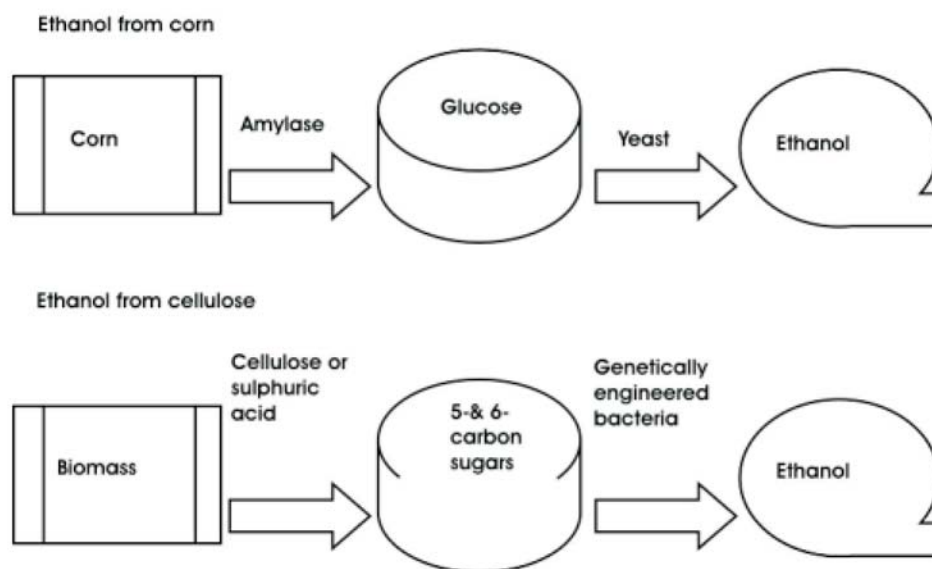 Ethanol from corn
Corn
Amylase
Glucose
Yeast
Ethanol
Ethanol from cellulose
Biomass
Cellulose or
sulphuric
acid
5-& 6-
carbon
sugars
Genetically
engineered
bacteria
Ethanol